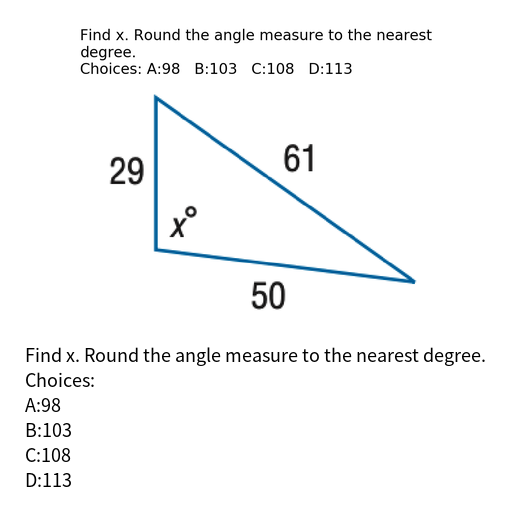 Find x. Round the angle measure to the nearest
degree.
Choices: A:98   B:103   C:108   D:113
29
61
x°
50
Find x. Round the angle measure to the nearest degree.
Choices:
A:98
B:103
C:108
D:113